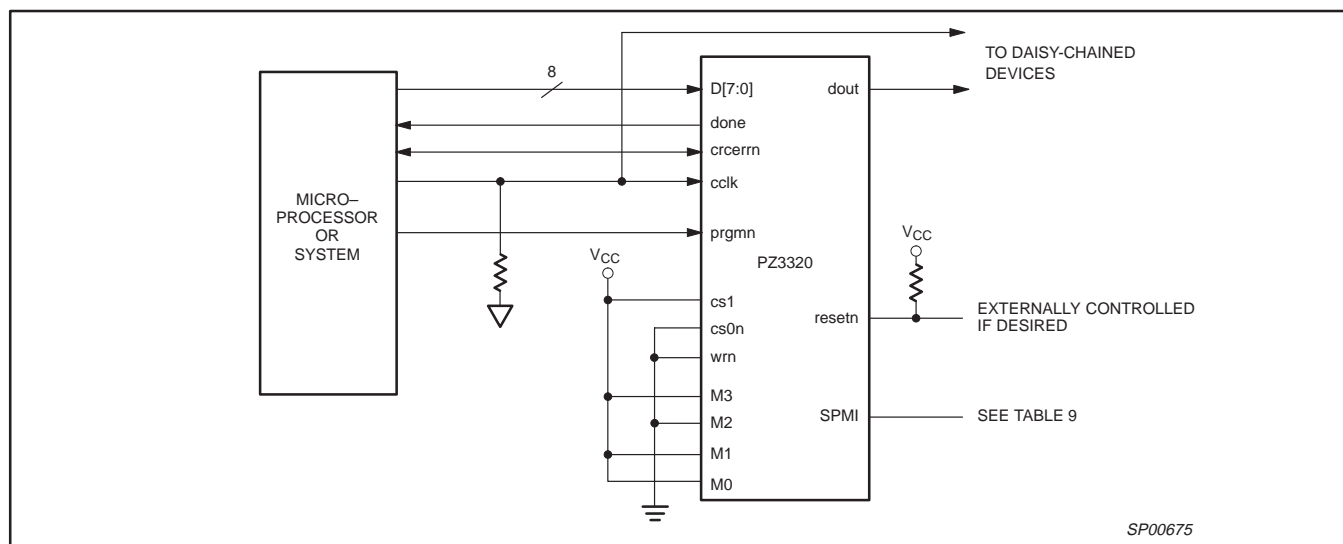 8
TO DAISY-CHAINED
DEVICES
D[7:0]
dout
done
crcerrn
cclk
MICRO–
PROCESSOR
OR
SYSTEM
prgmn
VCC
PZ3320
VCC
cs1
resetn
EXTERNALLY CONTROLLED
IF DESIRED
cs0n
wrn
M3
M2
SPMI
SEE TABLE 9
M1
M0
SP00675